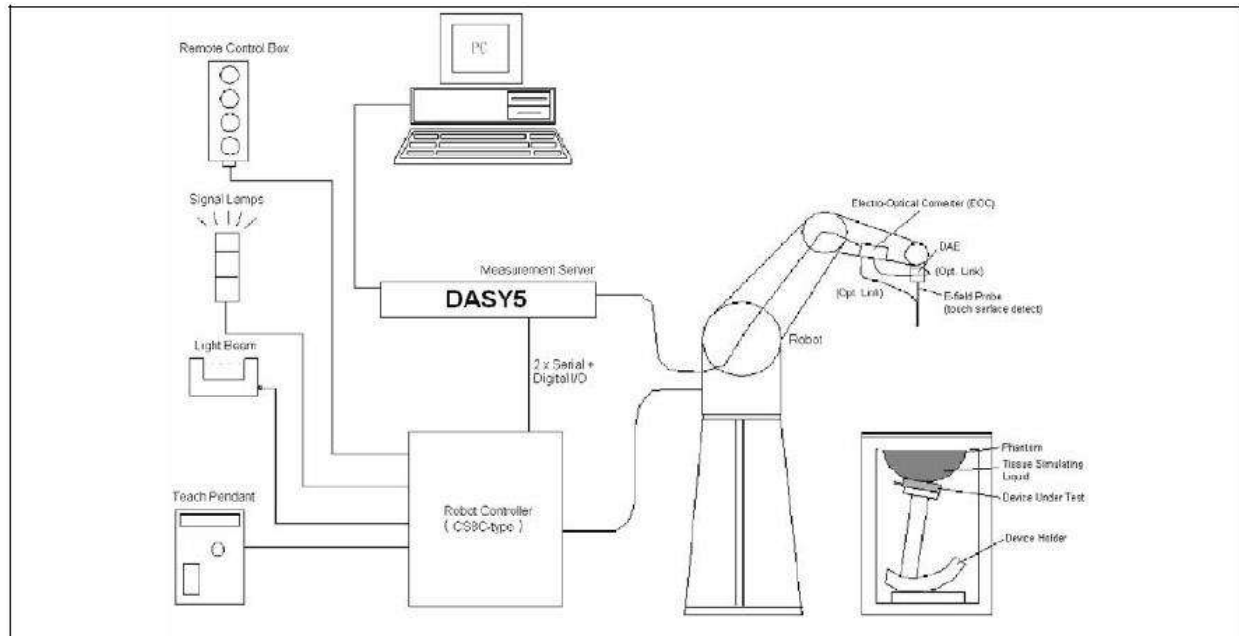 Remote Control Box
PC
Signal Lamps
Electro-Optical Converter (EOC)
DAE
(Opt. Link)
Measurement Server
DASY5
(Opt. Link)
E-field Probe
(touch surface detect)
Light Beam
Robot
2 x Serial +
Digital I/O
Phantom
Tissue Simulating
Liquid
Device Under Test
Teach Pendant
Robot Controller
( CS8C-type )
Device Holder